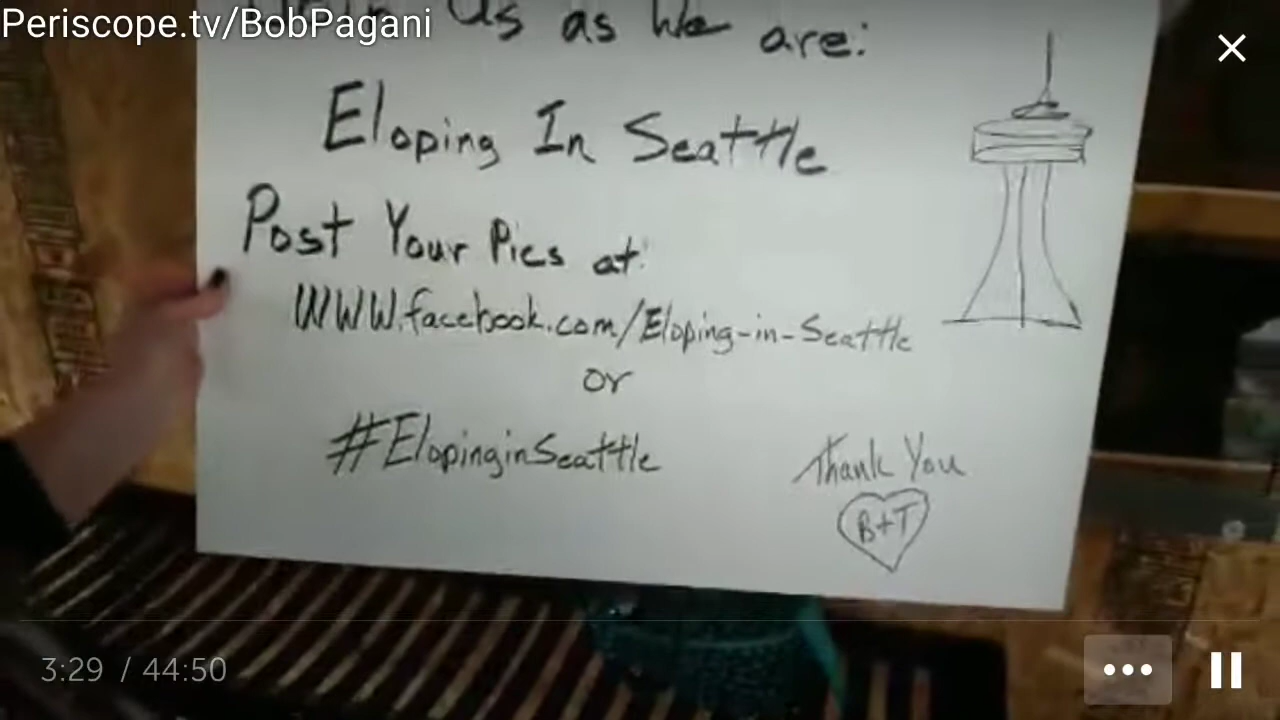 Periscope.tv/BobPagani
Us as We are:
Eloping In Seattle
Post Your Pics at:
WWW.facebook.com/Eloping-in-Seattle
or
#ElopinginSeattle
Thank You
B+T
3:29 / 44:50